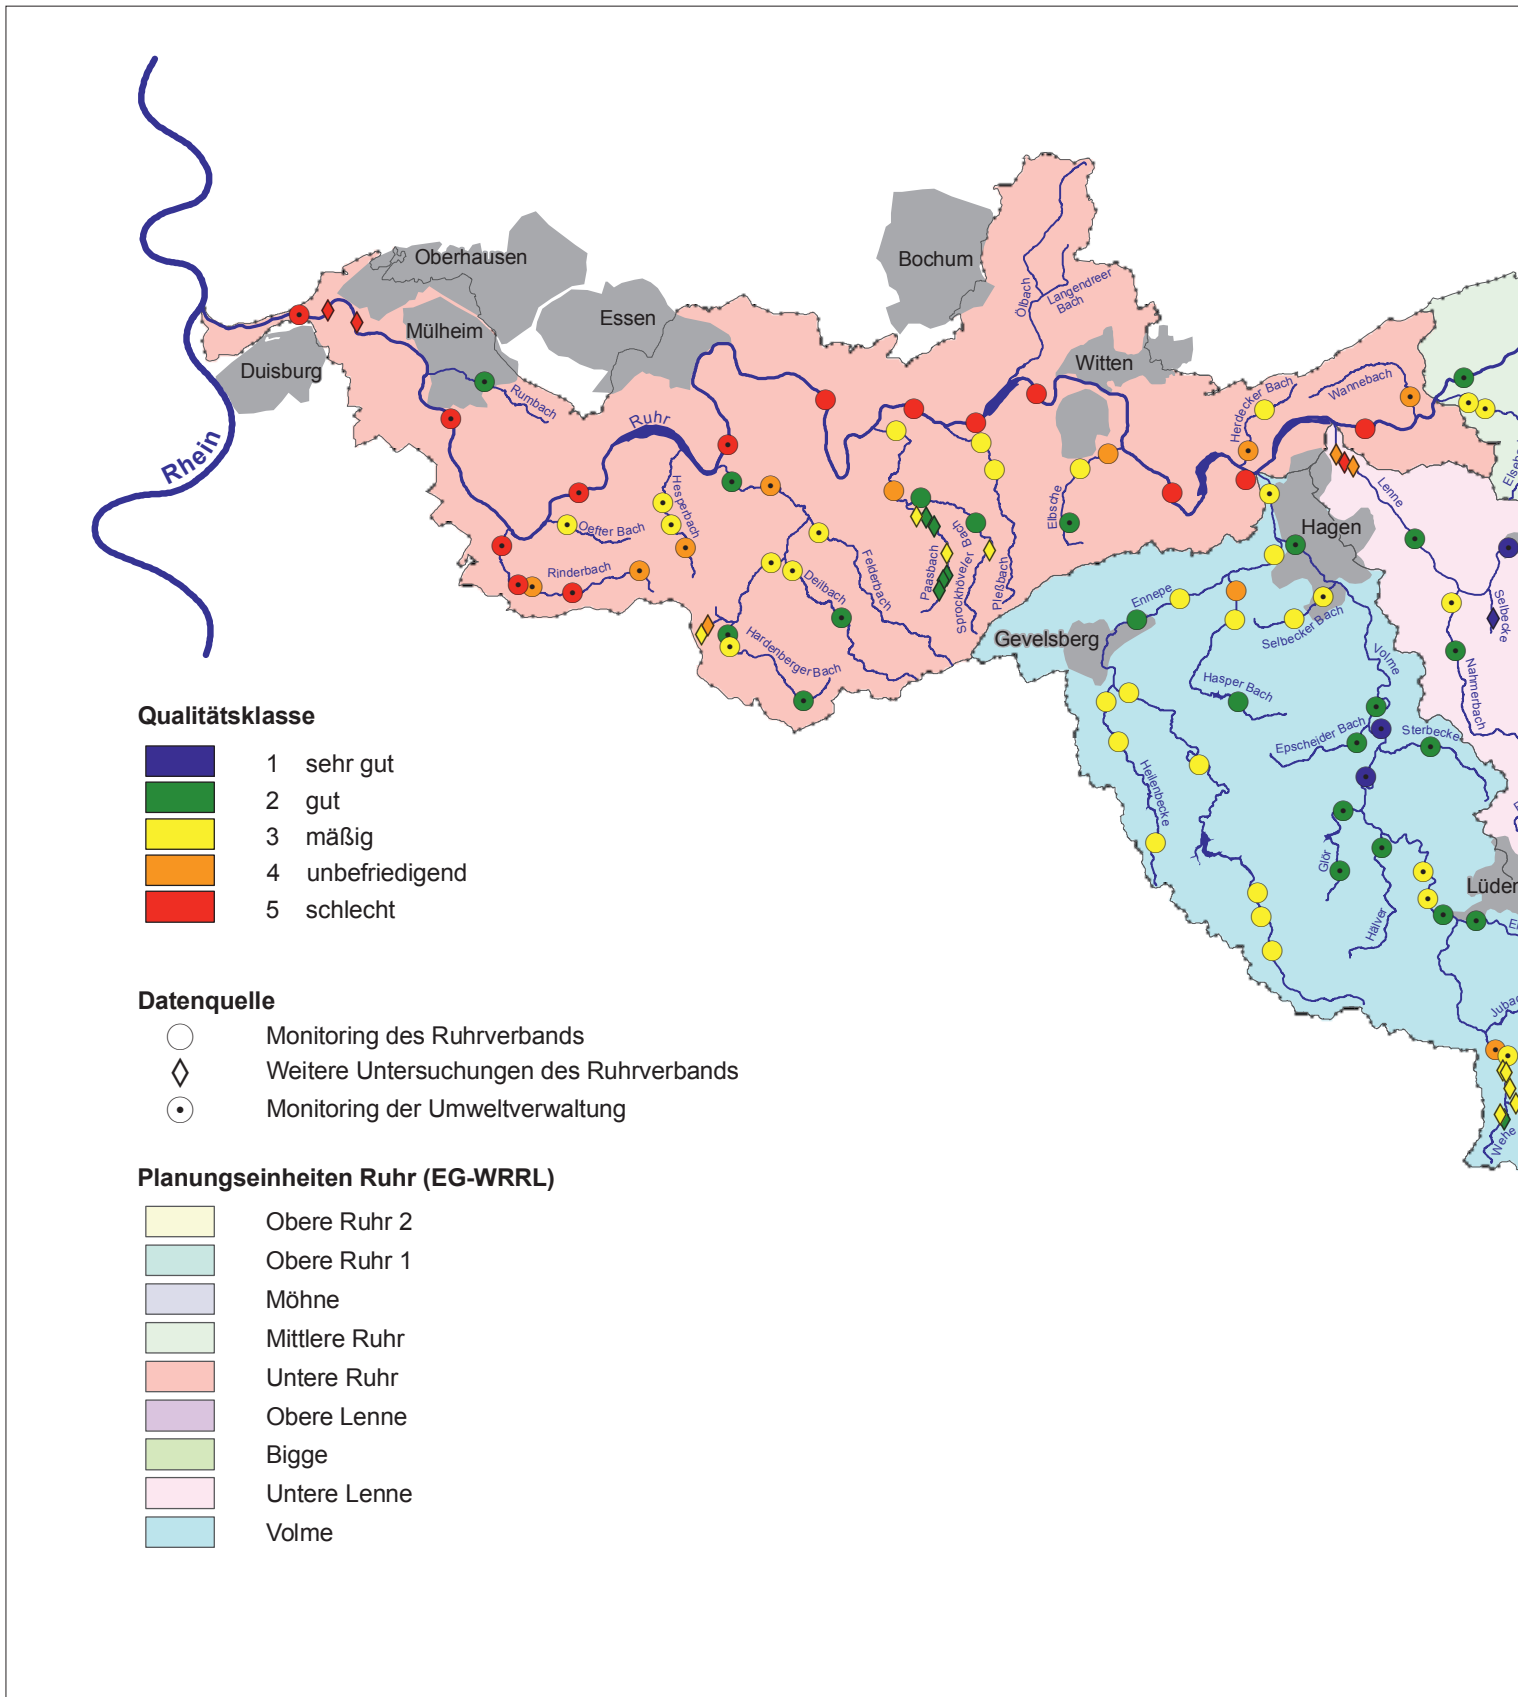 Oberhausen
Mülheim
Duisburg
Essen
Bochum
Witten
Hagen
Gevelsberg
Lüden
Rhein
Ruhr
Rumbach
Ölbach
Langendreer
Bach
Herdecker Bach
Wannebach
Lenne
Selbecke
Nahmerbach
Hesperbach
Oefter Bach
Rinderbach
Felderbach
Deilbach
Hardenberger Bach
Paasbach
Sprockhöveler Bach
Pleßbach
Elbsche
Ennepe
Selbecker Bach
Volme
Hasper Bach
Epscheider Bach
Sterbecke
Heilenbecke
Glör
Hälver
Wehe
Qualitätsklasse
1 sehr gut
2 gut
3 mäßig
4 unbefriedigend
5 schlecht
Datenquelle
Monitoring des Ruhrverbands
Weitere Untersuchungen des Ruhrverbands
Monitoring der Umweltverwaltung
Planungseinheiten Ruhr (EG-WRRL)
Obere Ruhr 2
Obere Ruhr 1
Möhne
Mittlere Ruhr
Untere Ruhr
Obere Lenne
Bigge
Untere Lenne
Volme